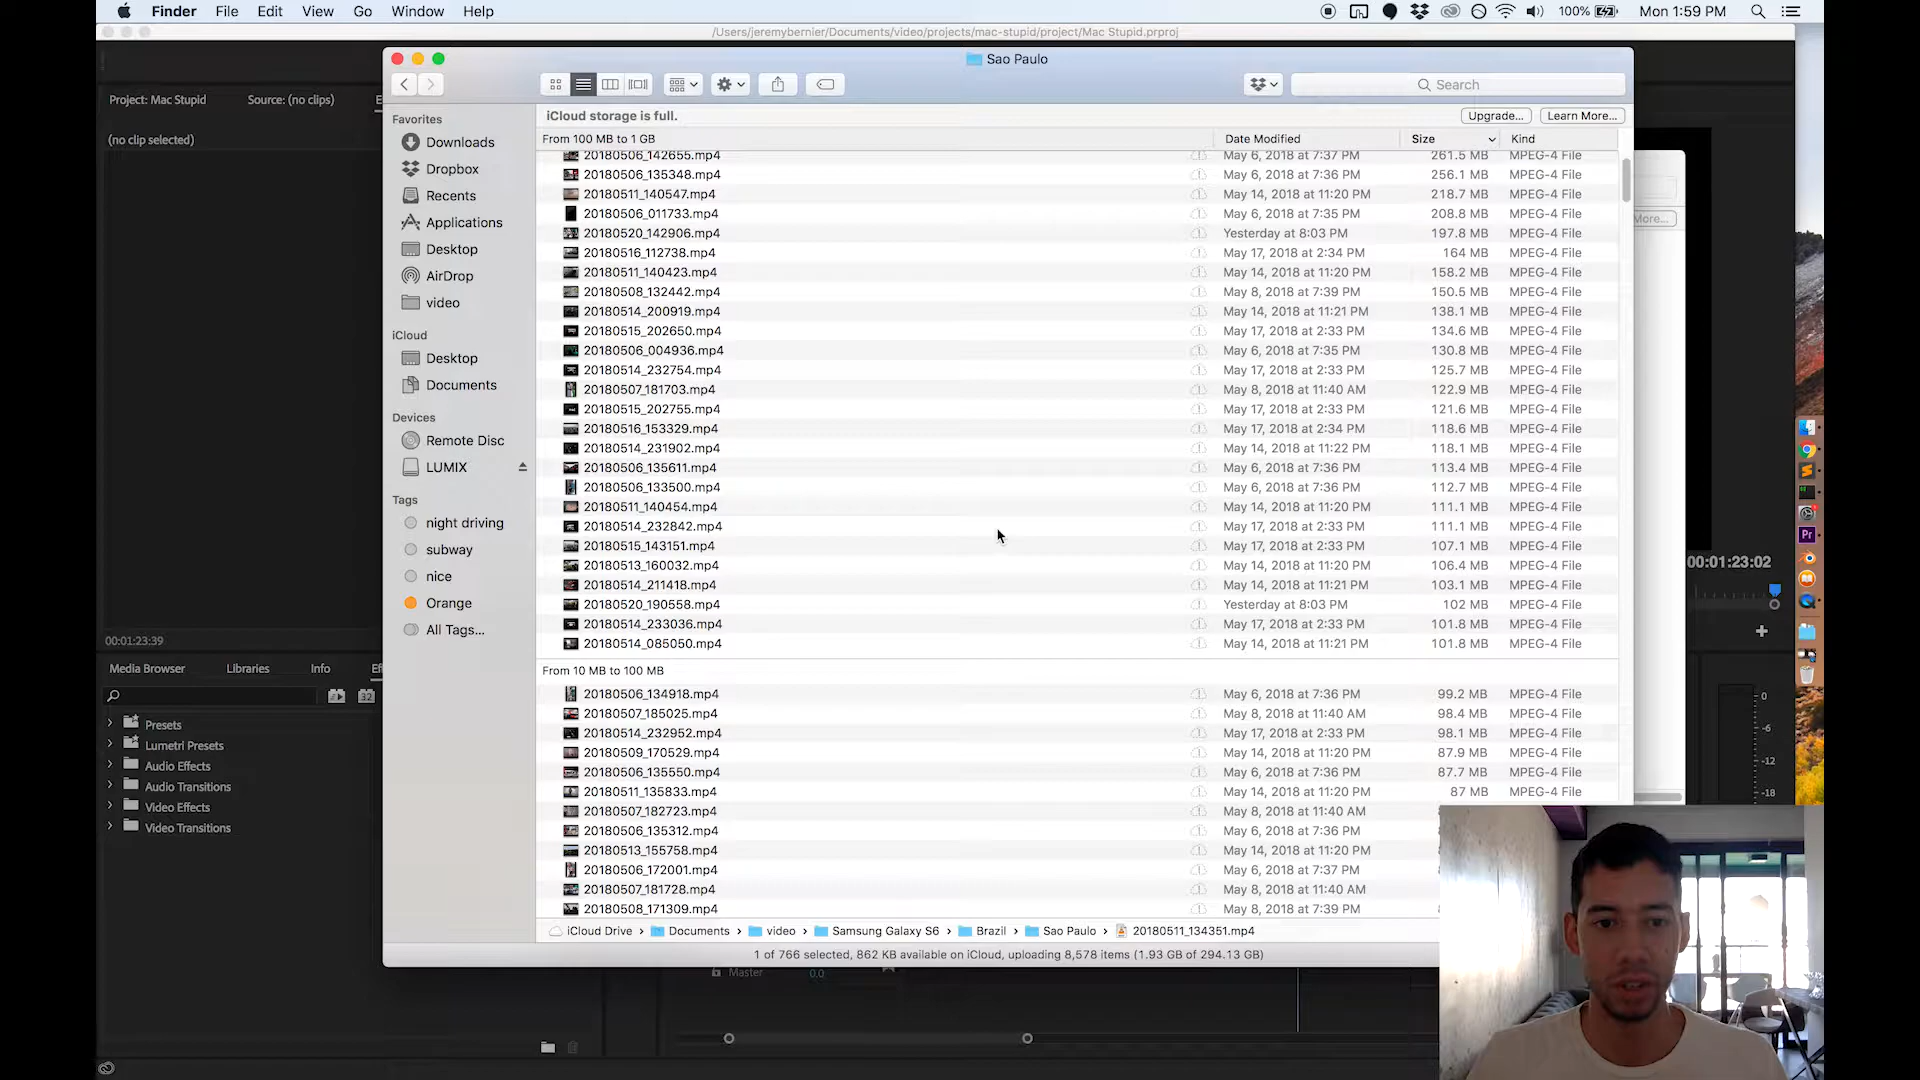 Finder File Edit View Go Window Help 100% Mon 1:59 PM
/Users/jeremybernier/Documents/video/projects/mac-stupid/project/Mac Stupid.prproj
Sao Paulo
Search
Project: Mac Stupid Source: (no clips) E
(no clip selected)
iCloud storage is full. Upgrade... Learn More...
From 100 MB to 1 GB Date Modified Size Kind
Favorites
Downloads
Dropbox
Recents
Applications
Desktop
AirDrop
video
iCloud
Desktop
Documents
Devices
Remote Disc
LUMIX
Tags
night driving
subway
nice
Orange
All Tags...
20180506_142655.mp4 May 6, 2018 at 7:37 PM 261.5 MB MPEG-4 File
20180506_135348.mp4 May 6, 2018 at 7:36 PM 256.1 MB MPEG-4 File
20180511_140547.mp4 May 14, 2018 at 11:20 PM 218.7 MB MPEG-4 File
20180506_011733.mp4 May 6, 2018 at 7:35 PM 208.8 MB MPEG-4 File
20180520_142906.mp4 Yesterday at 8:03 PM 197.8 MB MPEG-4 File
20180516_112738.mp4 May 17, 2018 at 2:34 PM 164 MB MPEG-4 File
20180511_140423.mp4 May 14, 2018 at 11:20 PM 158.2 MB MPEG-4 File
20180508_132442.mp4 May 8, 2018 at 7:39 PM 150.5 MB MPEG-4 File
20180514_200919.mp4 May 14, 2018 at 11:21 PM 138.1 MB MPEG-4 File
20180515_202650.mp4 May 17, 2018 at 2:33 PM 134.6 MB MPEG-4 File
20180506_004936.mp4 May 6, 2018 at 7:35 PM 130.8 MB MPEG-4 File
20180514_232754.mp4 May 17, 2018 at 2:33 PM 125.7 MB MPEG-4 File
20180507_181703.mp4 May 8, 2018 at 11:40 AM 122.9 MB MPEG-4 File
20180515_202755.mp4 May 17, 2018 at 2:33 PM 121.6 MB MPEG-4 File
20180516_153329.mp4 May 17, 2018 at 2:34 PM 118.6 MB MPEG-4 File
20180514_231902.mp4 May 14, 2018 at 11:22 PM 118.1 MB MPEG-4 File
20180506_135611.mp4 May 6, 2018 at 7:36 PM 113.4 MB MPEG-4 File
20180506_133500.mp4 May 6, 2018 at 7:36 PM 112.7 MB MPEG-4 File
20180511_140454.mp4 May 14, 2018 at 11:20 PM 111.1 MB MPEG-4 File
20180514_232842.mp4 May 17, 2018 at 2:33 PM 111.1 MB MPEG-4 File
20180515_143151.mp4 May 17, 2018 at 2:33 PM 107.1 MB MPEG-4 File
20180513_160032.mp4 May 14, 2018 at 11:20 PM 106.4 MB MPEG-4 File
20180514_211418.mp4 May 14, 2018 at 11:21 PM 103.1 MB MPEG-4 File
20180520_190558.mp4 Yesterday at 8:03 PM 102 MB MPEG-4 File
20180514_233036.mp4 May 17, 2018 at 2:33 PM 101.8 MB MPEG-4 File
20180514_085050.mp4 May 14, 2018 at 11:21 PM 101.8 MB MPEG-4 File
From 10 MB to 100 MB
20180506_134918.mp4 May 6, 2018 at 7:36 PM 99.2 MB MPEG-4 File
20180507_185025.mp4 May 8, 2018 at 11:40 AM 98.4 MB MPEG-4 File
20180514_232952.mp4 May 17, 2018 at 2:33 PM 98.1 MB MPEG-4 File
20180509_170529.mp4 May 14, 2018 at 11:20 PM 87.9 MB MPEG-4 File
20180506_135550.mp4 May 6, 2018 at 7:36 PM 87.7 MB MPEG-4 File
20180511_135833.mp4 May 14, 2018 at 11:20 PM 87 MB MPEG-4 File
20180507_182723.mp4 May 8, 2018 at 11:40 AM
20180506_135312.mp4 May 6, 2018 at 7:36 PM
20180513_155758.mp4 May 14, 2018 at 11:20 PM
20180506_172001.mp4 May 6, 2018 at 7:37 PM
20180507_181728.mp4 May 8, 2018 at 11:40 AM
20180508_171309.mp4 May 8, 2018 at 7:39 PM
iCloud Drive › Documents › video › Samsung Galaxy S6 › Brazil › Sao Paulo › 20180511_134351.mp4
1 of 766 selected, 862 KB available on iCloud, uploading 8,578 items (1.93 GB of 294.13 GB)
More...
00:01:23:02
00:01:23:39
Media Browser Libraries Info Ef
32
Presets
Lumetri Presets
Audio Effects
Audio Transitions
Video Effects
Video Transitions
Master 0.0
0
-6
-12
-18
Pr